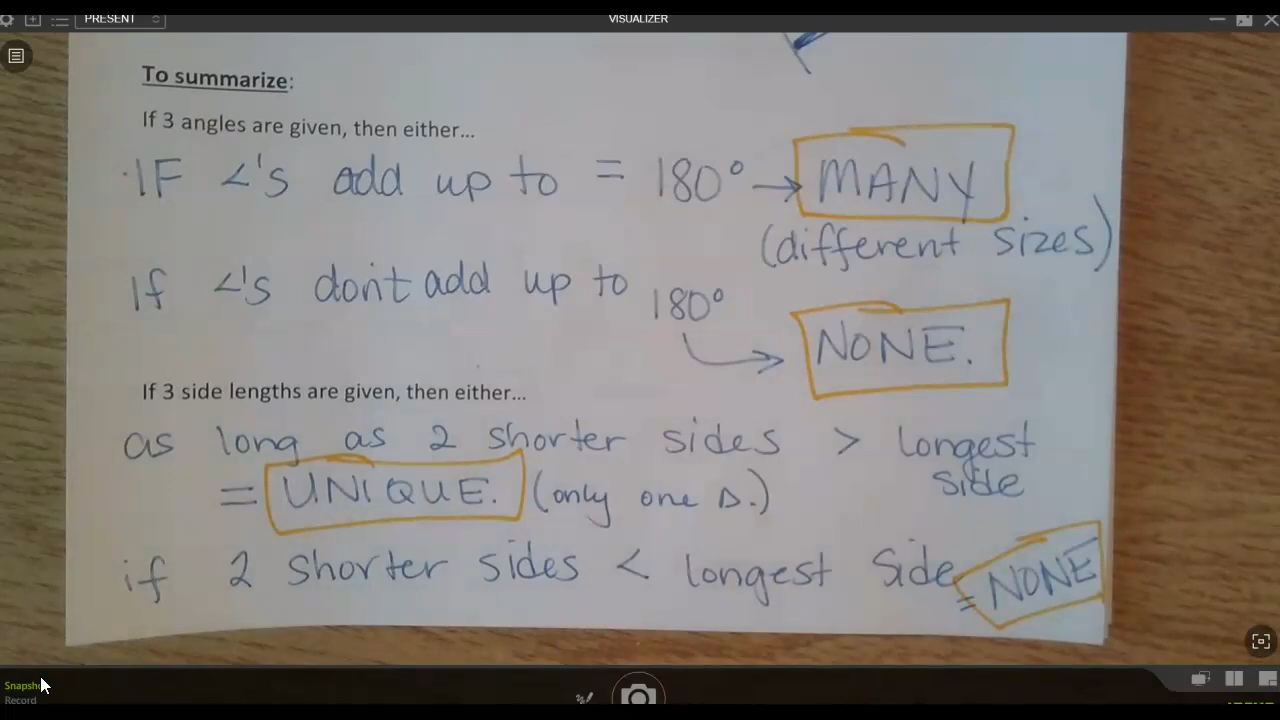 PRESENT
VISUALIZER
To summarize:
If 3 angles are given, then either...
IF <'s add up to = 180° → MANY
(different sizes)
If <'s don't add up to 180°
→ NONE.
If 3 side lengths are given, then either...
as long as 2 shorter sides > longest side
= UNIQUE. (only one Δ.)
if 2 shorter sides < longest side = NONE
Record